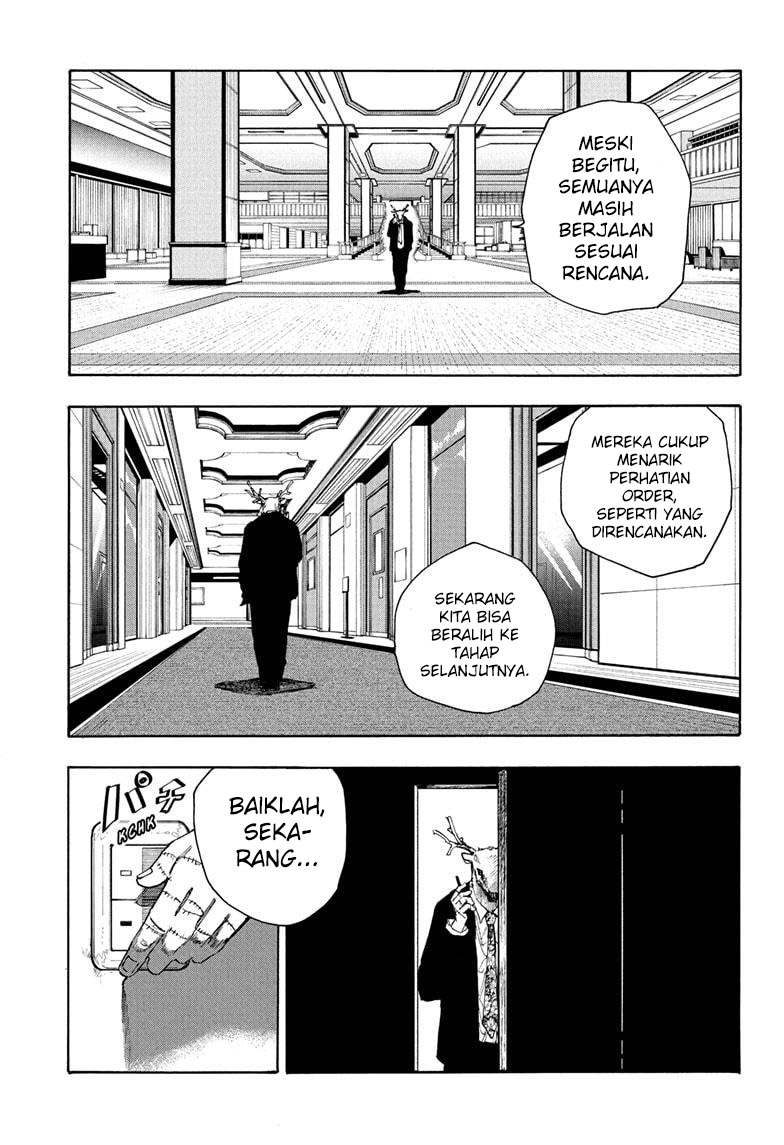 MESKI
BEGITU,
SEMUANYA
MASIH
BERJALAN
SESUAI
RENCANA.
MEREKA CUKUP
MENARIK
PERHATIAN
ORDER,
SEPERTI YANG
DIRENCANAKAN.
SEKARANG
KITA BISA
BERALIH KE
TAHAP
SELANJUTNYA.
BAIKLAH,
SEKA-
RANG...
パチ
KCHK